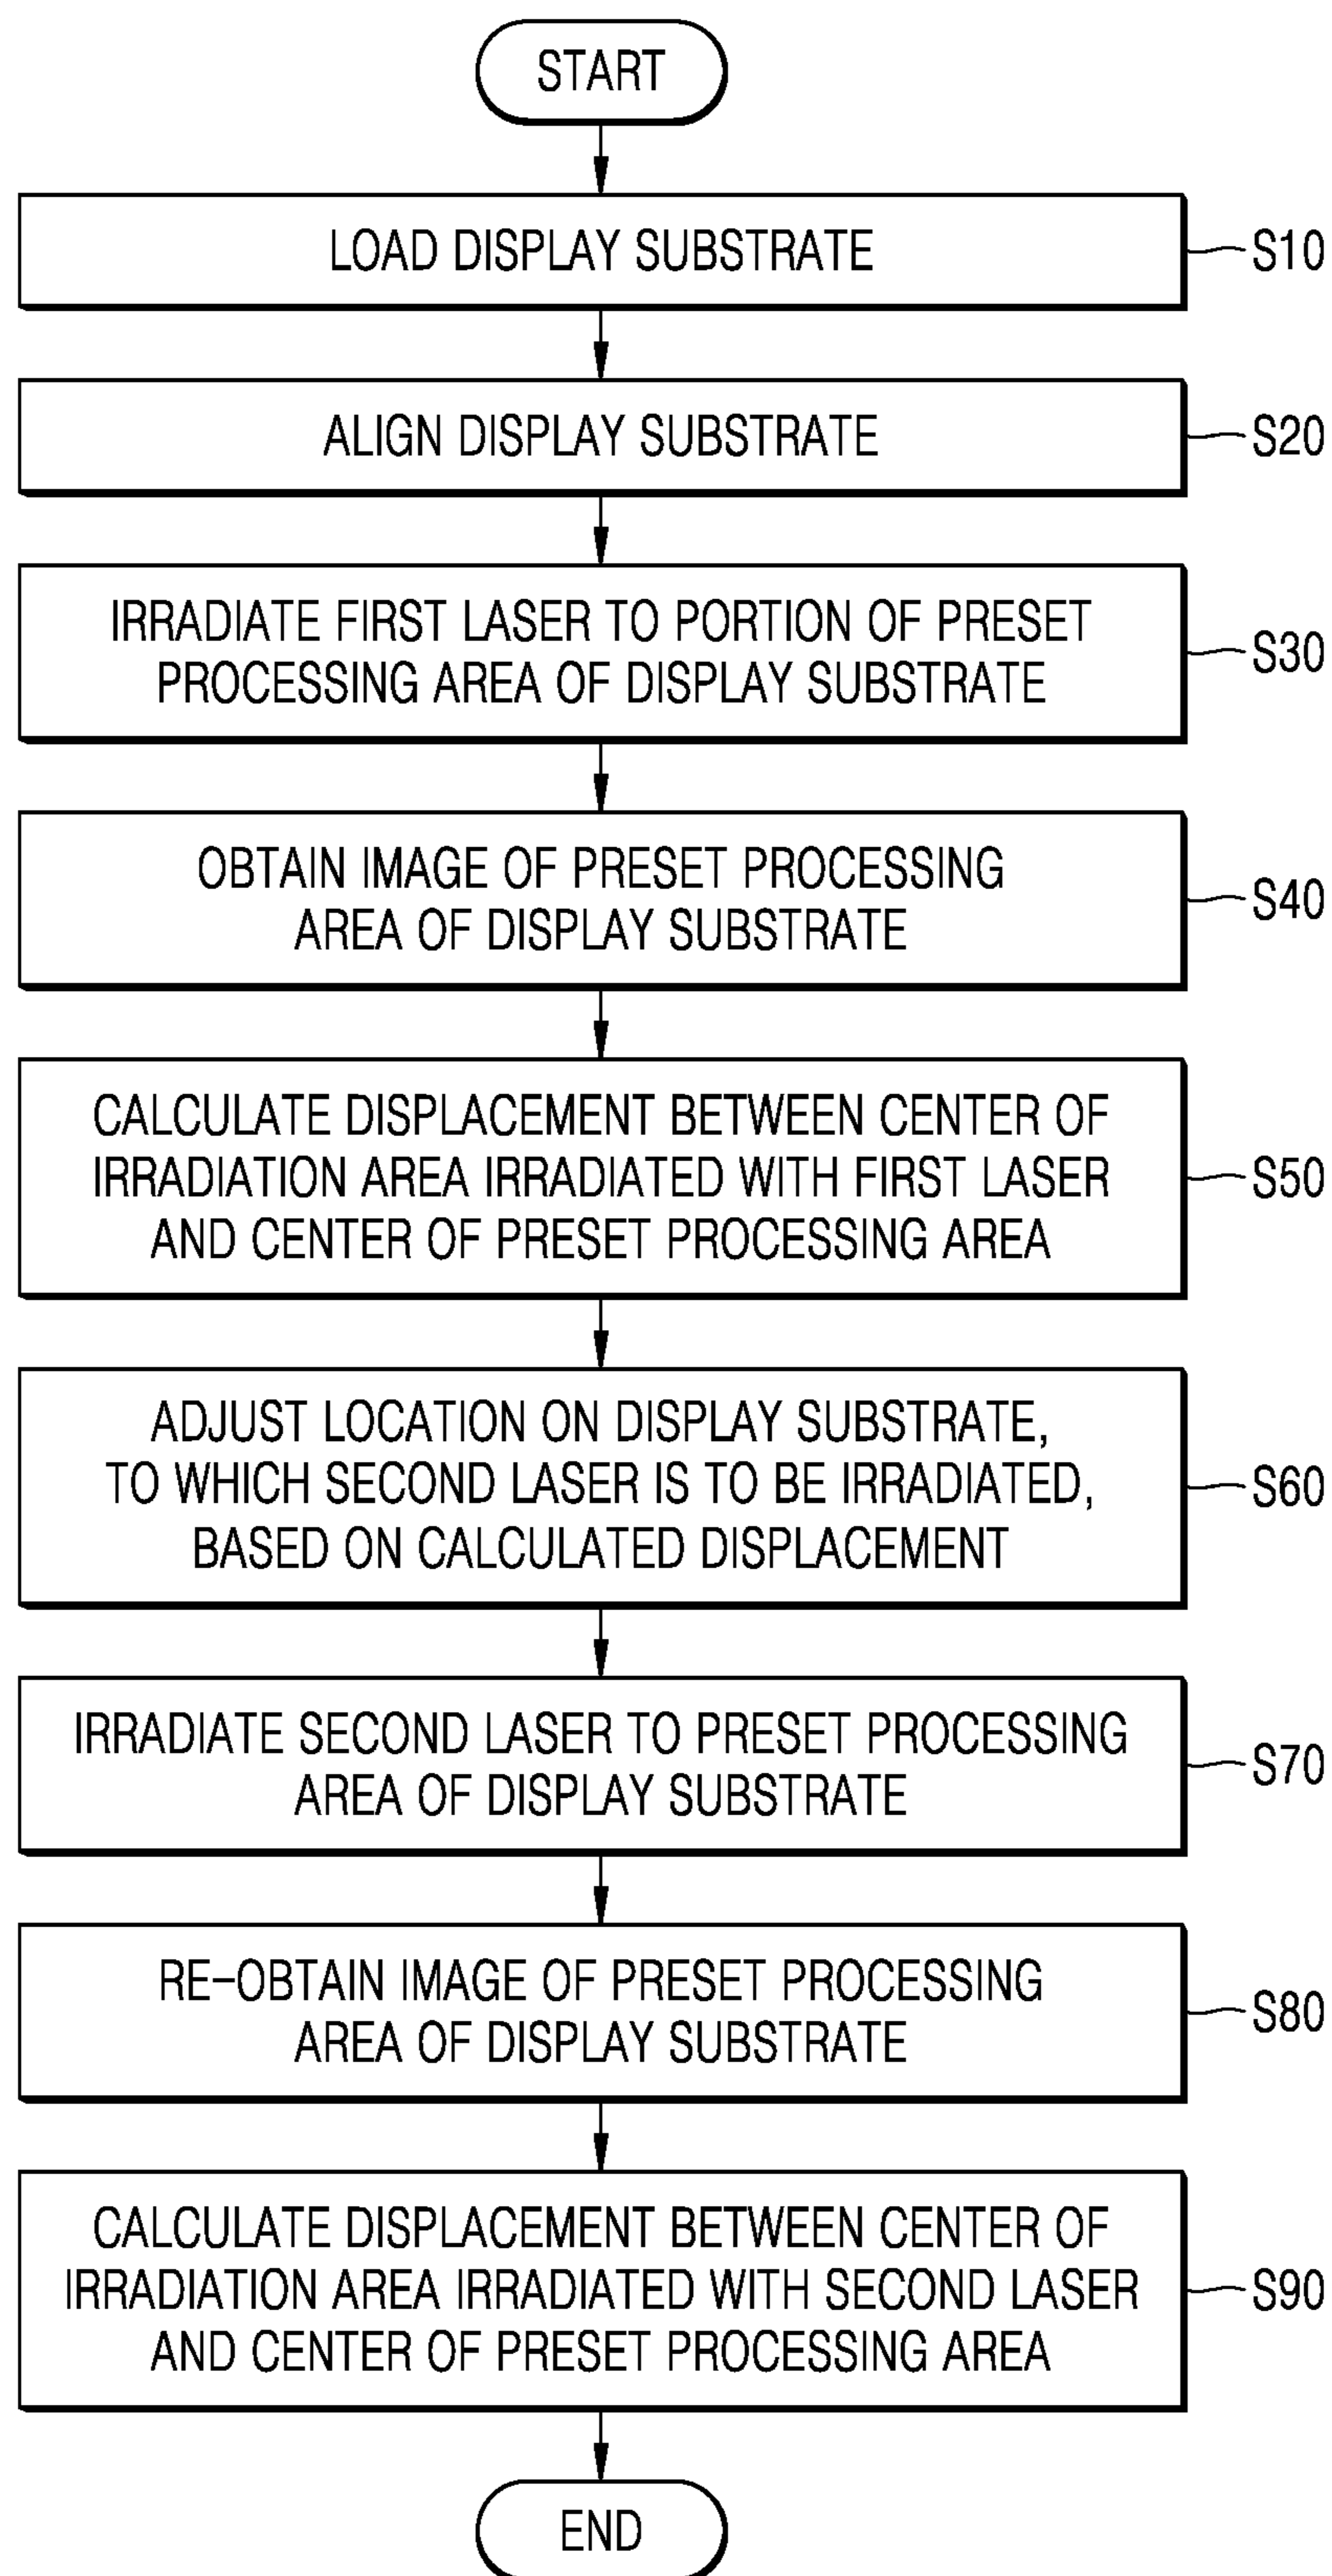 START
LOAD DISPLAY SUBSTRATE
S10
ALIGN DISPLAY SUBSTRATE
S20
IRRADIATE FIRST LASER TO PORTION OF PRESET
PROCESSING AREA OF DISPLAY SUBSTRATE
S30
OBTAIN IMAGE OF PRESET PROCESSING
AREA OF DISPLAY SUBSTRATE
S40
CALCULATE DISPLACEMENT BETWEEN CENTER OF
IRRADIATION AREA IRRADIATED WITH FIRST LASER
AND CENTER OF PRESET PROCESSING AREA
S50
ADJUST LOCATION ON DISPLAY SUBSTRATE,
TO WHICH SECOND LASER IS TO BE IRRADIATED,
BASED ON CALCULATED DISPLACEMENT
S60
IRRADIATE SECOND LASER TO PRESET PROCESSING
AREA OF DISPLAY SUBSTRATE
S70
RE-OBTAIN IMAGE OF PRESET PROCESSING
AREA OF DISPLAY SUBSTRATE
S80
CALCULATE DISPLACEMENT BETWEEN CENTER OF
IRRADIATION AREA IRRADIATED WITH SECOND LASER
AND CENTER OF PRESET PROCESSING AREA
S90
END